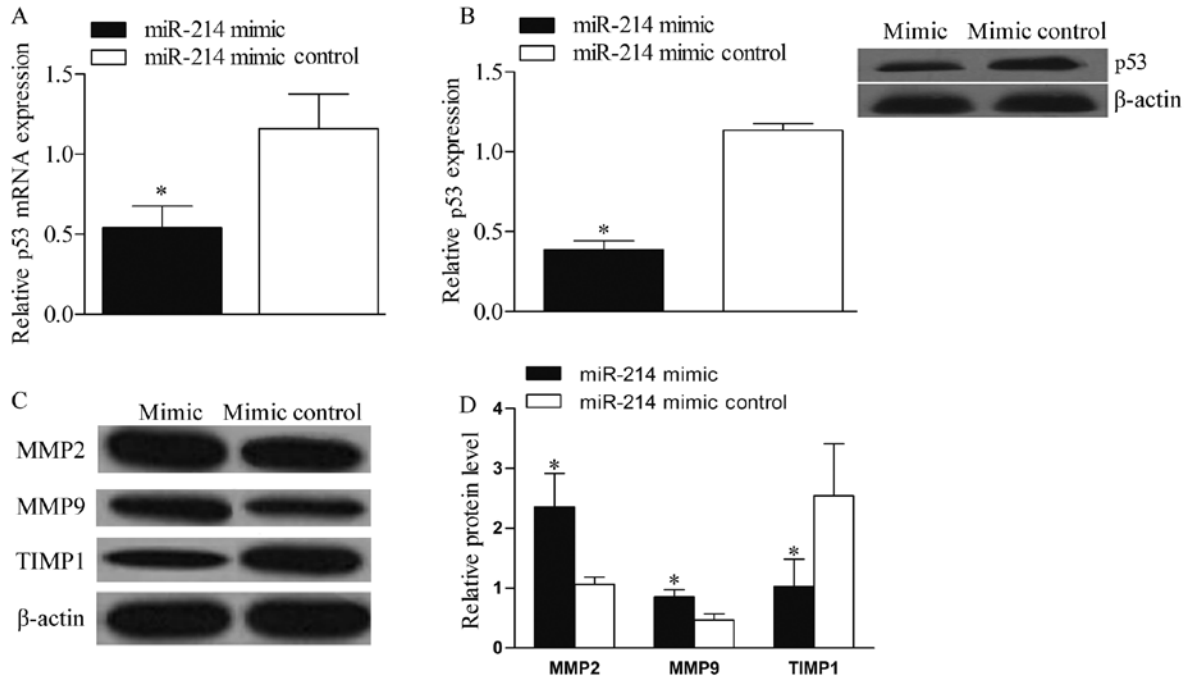 A
miR-214 mimic
miR-214 mimic control
Relative p53 mRNA expression
1.5
1.0
0.5
0.0
*
B
miR-214 mimic
miR-214 mimic control
Relative p53 expression
1.5
1.0
0.5
0.0
*
Mimic Mimic control
p53
β-actin
C
Mimic Mimic control
MMP2
MMP9
TIMP1
β-actin
D
miR-214 mimic
miR-214 mimic control
Relative protein level
4
3
2
1
0
*
*
*
MMP2 MMP9 TIMP1